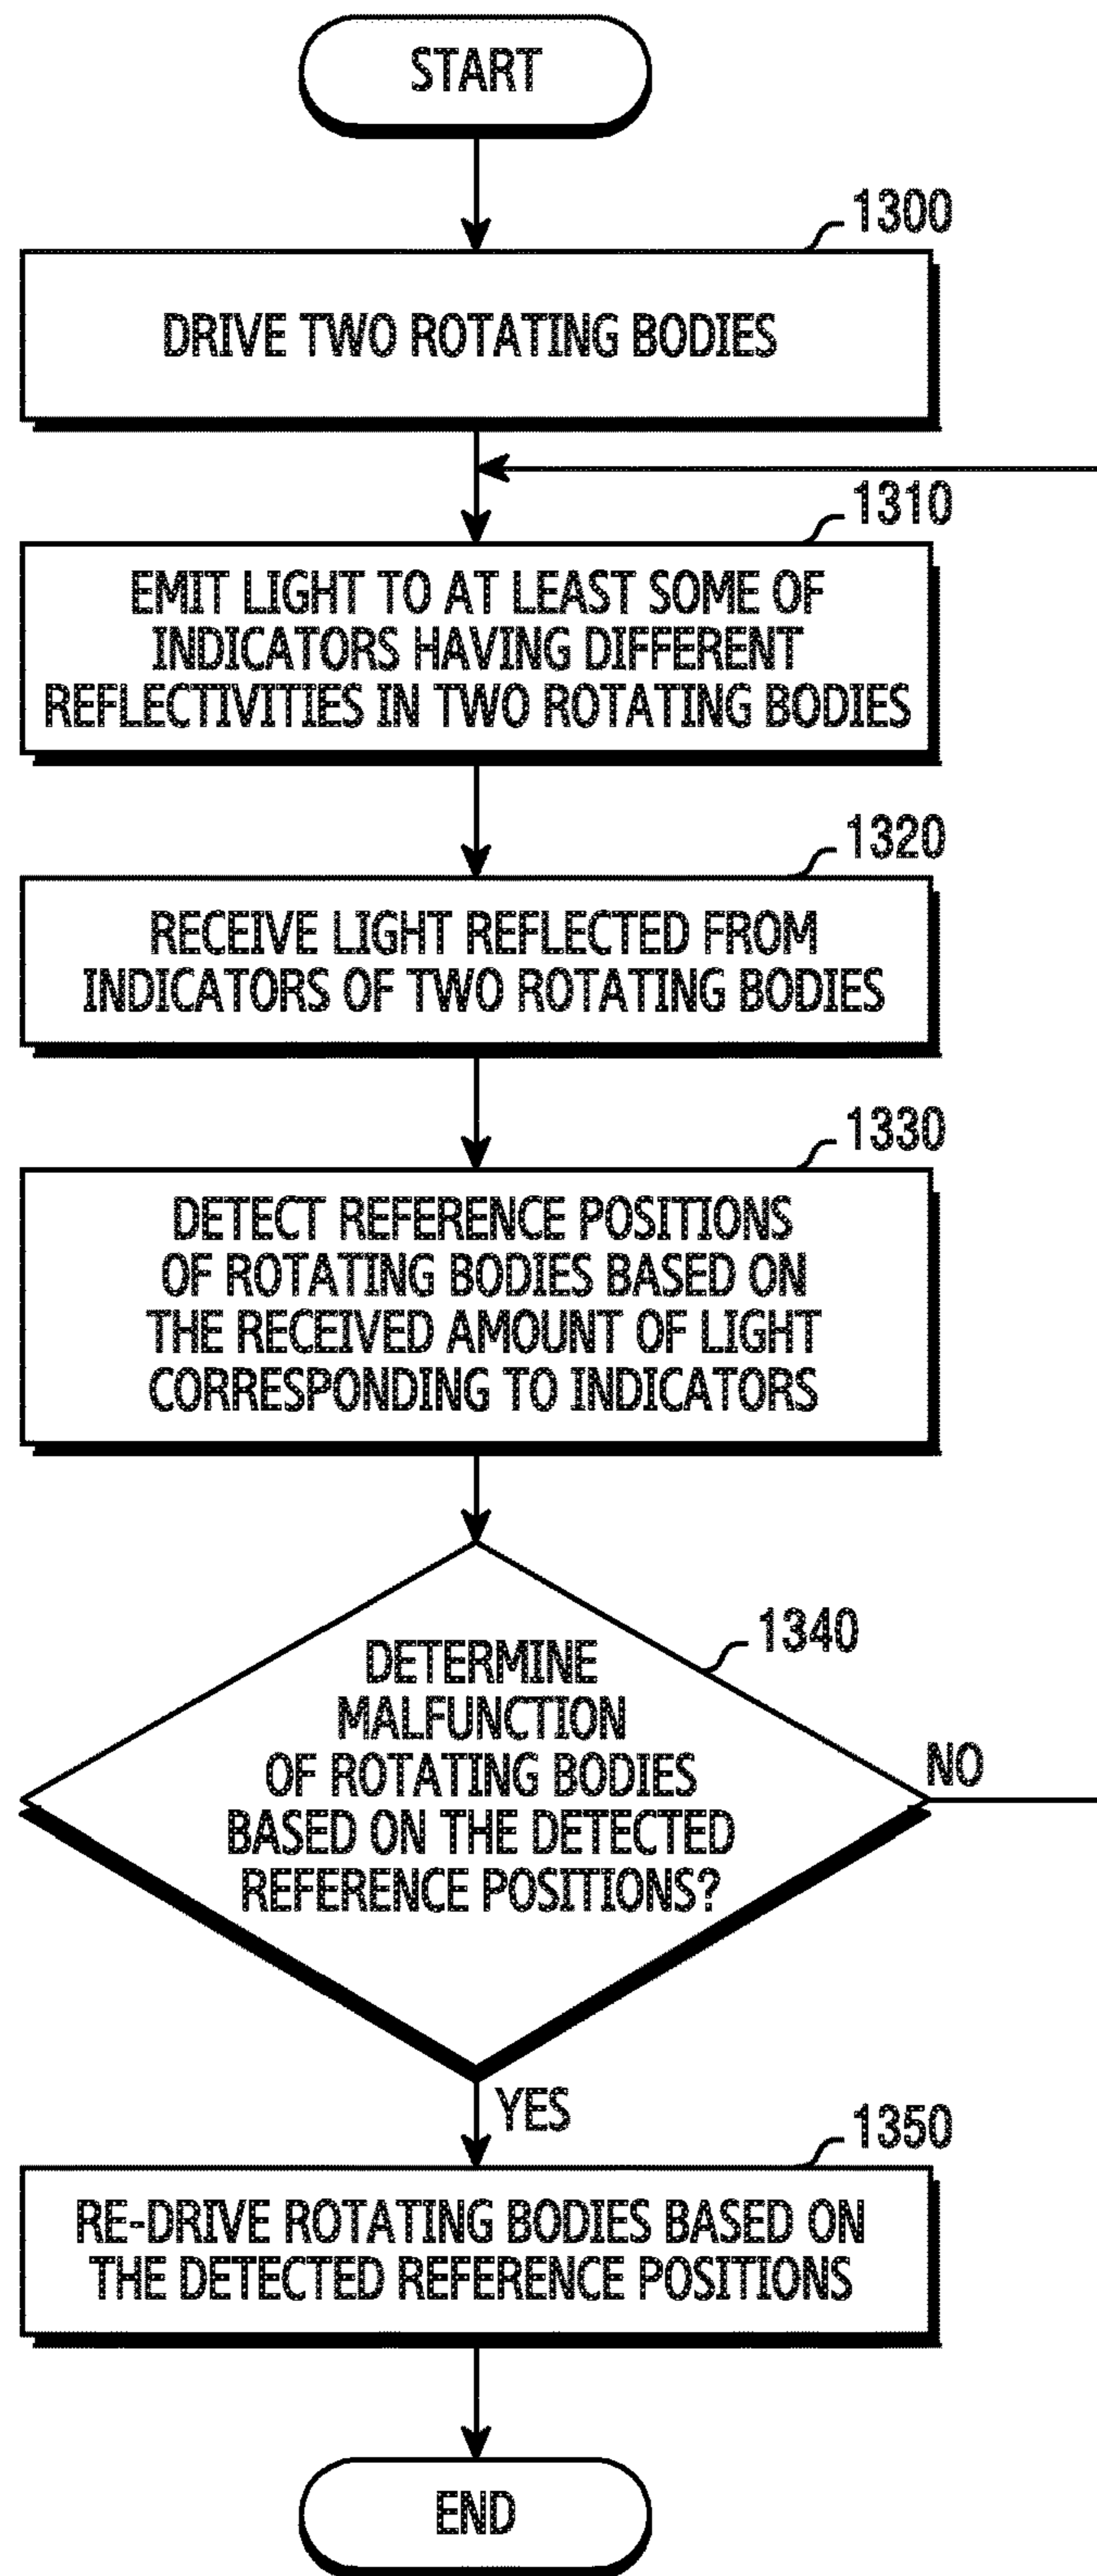 START
1300
DRIVE TWO ROTATING BODIES
1310
EMIT LIGHT TO AT LEAST SOME OF
INDICATORS HAVING DIFFERENT
REFLECTIVITIES IN TWO ROTATING BODIES
1320
RECEIVE LIGHT REFLECTED FROM
INDICATORS OF TWO ROTATING BODIES
1330
DETECT REFERENCE POSITIONS
OF ROTATING BODIES BASED ON
THE RECEIVED AMOUNT OF LIGHT
CORRESPONDING TO INDICATORS
1340
DETERMINE
MALFUNCTION
OF ROTATING BODIES
BASED ON THE DETECTED
REFERENCE POSITIONS?
NO
YES
1350
RE-DRIVE ROTATING BODIES BASED ON
THE DETECTED REFERENCE POSITIONS
END